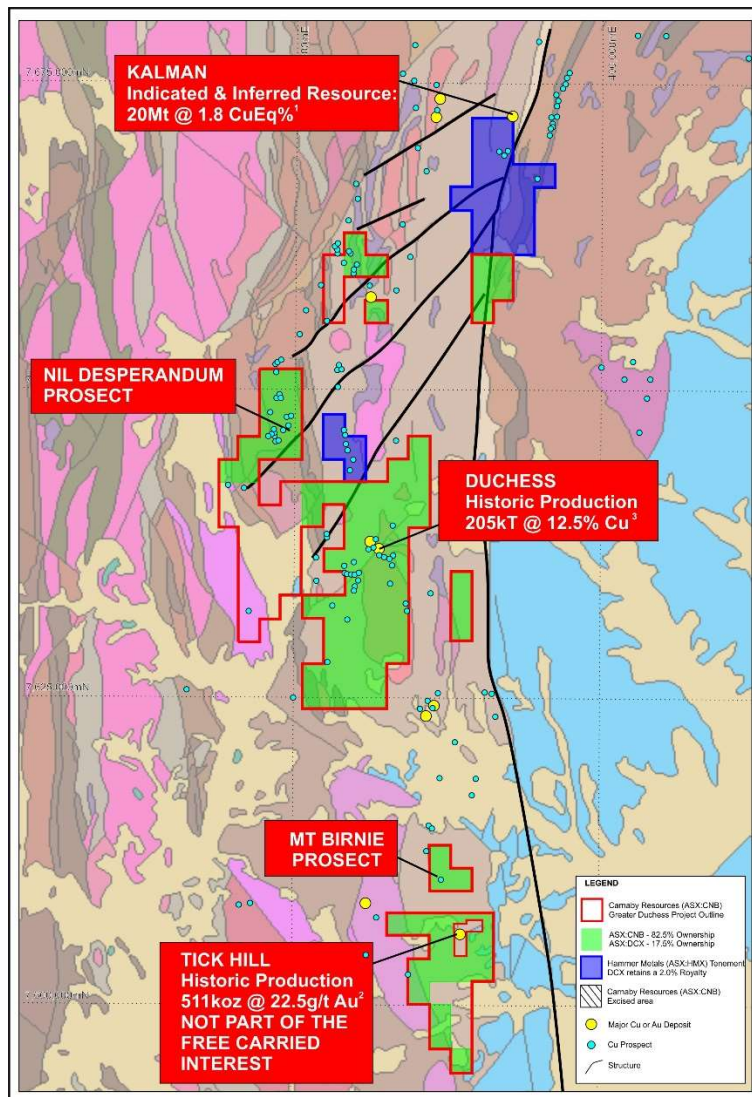 KALMAN
Indicated & Inferred Resource:
20Mt @ 1.8 CuEq%1
NIL DESPERANDUM
PROSECT
DUCHESS
Historic Production
205kT @ 12.5% Cu3
MT BIRNIE
PROSECT
TICK HILL
Historic Production
511koz @ 22.5g/t Au2
NOT PART OF THE
FREE CARRIED
INTEREST
LEGEND
Carnaby Resources (ASX:CNB)
Greater Duchess Project Outline
ASX:CNB - 82.5% Ownership
ASX:DCX - 17.5% Ownership
Hammer Metals (ASX:HMX) Tenement
DCX retains a 2.0% Royalty
Carnaby Resources (ASX:CNB)
Excised area
Major Cu or Au Deposit
Cu Prospect
Structure